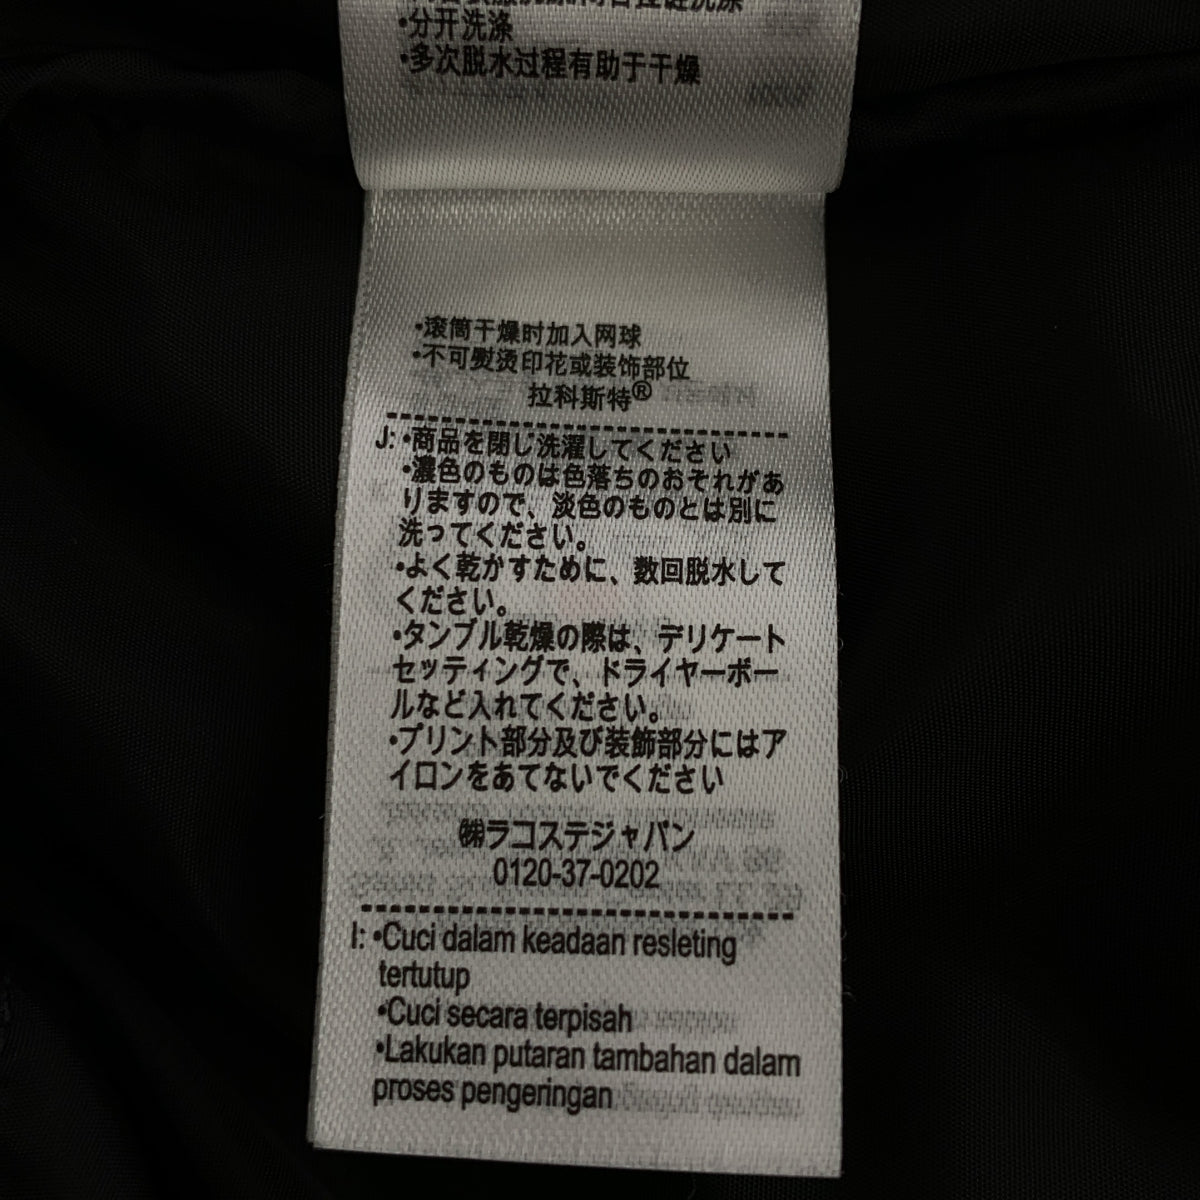 •分开洗涤
•多次脱水过程有助于干燥
•滚筒干燥时加入网球
•不可熨烫印花或装饰部位
拉科斯特®
J: •商品を閉じ洗濯してください
•濃色のものは色落ちのおそれがあ
りますので、淡色のものとは別に
洗ってください。
•よく乾かすために、数回脱水して
ください。
•タンブル乾燥の際は、デリケート
セッティングで、ドライヤーボー
ルなど入れてください。
•プリント部分及び装飾部分にはア
イロンをあてないでください
㈱ラコステジャパン
0120-37-0202
I: •Cuci dalam keadaan resleting
tertutup
•Cuci secara terpisah
•Lakukan putaran tambahan dalam
proses pengeringan